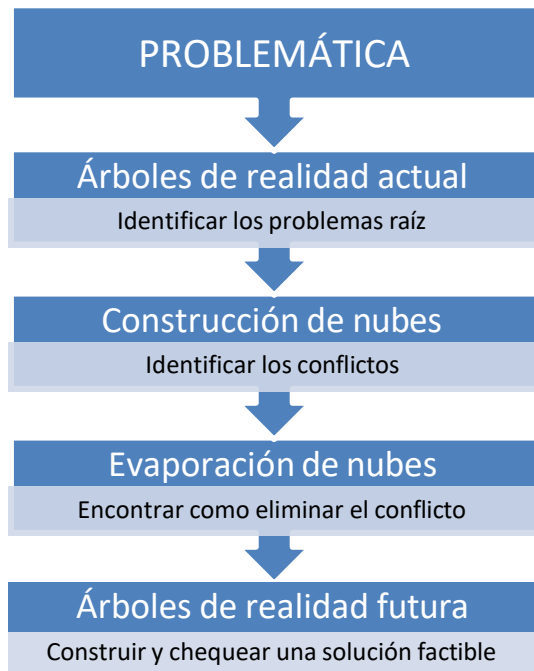 PROBLEMÁTICA
Árboles de realidad actual
Identificar los problemas raíz
Construcción de nubes
Identificar los conflictos
Evaporación de nubes
Encontrar como eliminar el conflicto
Árboles de realidad futura
Construir y chequear una solución factible